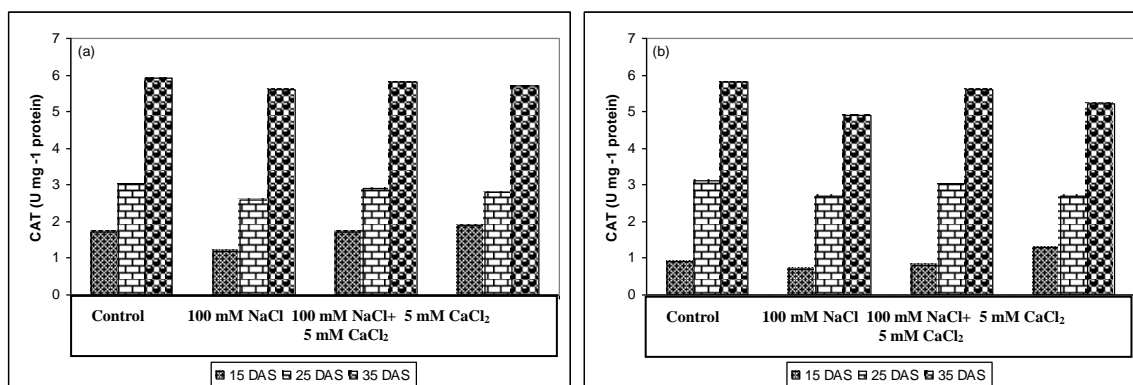 (a)
CAT (U mg -1 protein)
7
6
5
4
3
2
1
0
Control 100 mM NaCl 100 mM NaCl+ 5 mM CaCl₂
5 mM CaCl₂
15 DAS 25 DAS 35 DAS
(b)
CAT (U mg -1 protein)
7
6
5
4
3
2
1
0
Control 100 mM NaCl 100 mM NaCl+ 5 mM CaCl₂
5 mM CaCl₂
15 DAS 25 DAS 35 DAS